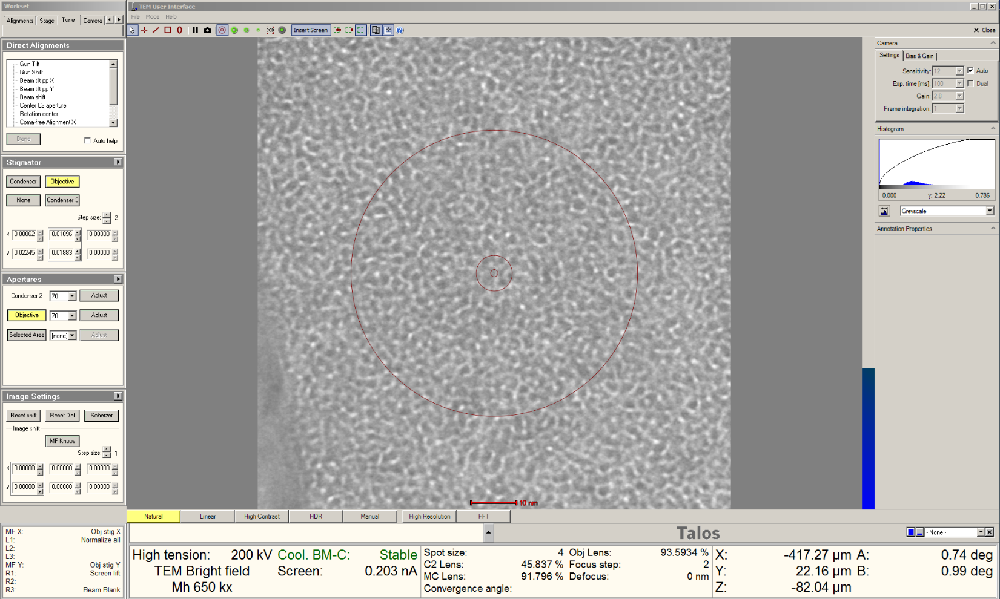 Workset
Alignments Stage Tune Camera
Direct Alignments
Gun Tilt
Gun Shift
Beam tilt pp X
Beam tilt pp Y
Beam shift
Center C2 aperture
Rotation center
Coma-free Alignment X
Done
Auto help
Stigmator
Condenser Objective
None Condenser 3
Step size: 2
x 0.00862 0.01096 0.00000
y 0.02245 0.01883 0.00000
Apertures
Condenser 2 70 Adjust
Objective 70 Adjust
Selected Area [none] Adjust
Image Settings
Reset shift Reset Def Scherzer
Image shift
MF Knobs
Step size: 1
x 0.00000 0.00000 0.00000
y 0.00000 0.00000 0.00000
MF X: Obj stig X
L1: Normalize all
L2:
L3:
MF Y: Obj stig Y
R1: Screen lift
R2:
R3: Beam Blank
TEM User Interface
File Mode Help
CCD
Insert Screen
Close
10 nm
Natural Linear High Contrast HDR Manual High Resolution FFT
Camera
Settings Bias & Gain
Sensitivity: 12 Auto
Exp. time [ms]: 100 Dual
Gain: 2.8
Frame integration: 1
Histogram
0.000 γ: 2.22 0.786
Greyscale
Annotation Properties
Talos
- None -
High tension: 200 kV Cool. BM-C: Stable
TEM Bright field Screen: 0.203 nA
Mh 650 kx
Spot size: 4 Obj Lens: 93.5934 %
C2 Lens: 45.837 % Focus step: 2
MC Lens: 91.796 % Defocus: 0 nm
Convergence angle:
X: -417.27 µm A: 0.74 deg
Y: 22.16 µm B: 0.99 deg
Z: -82.04 µm